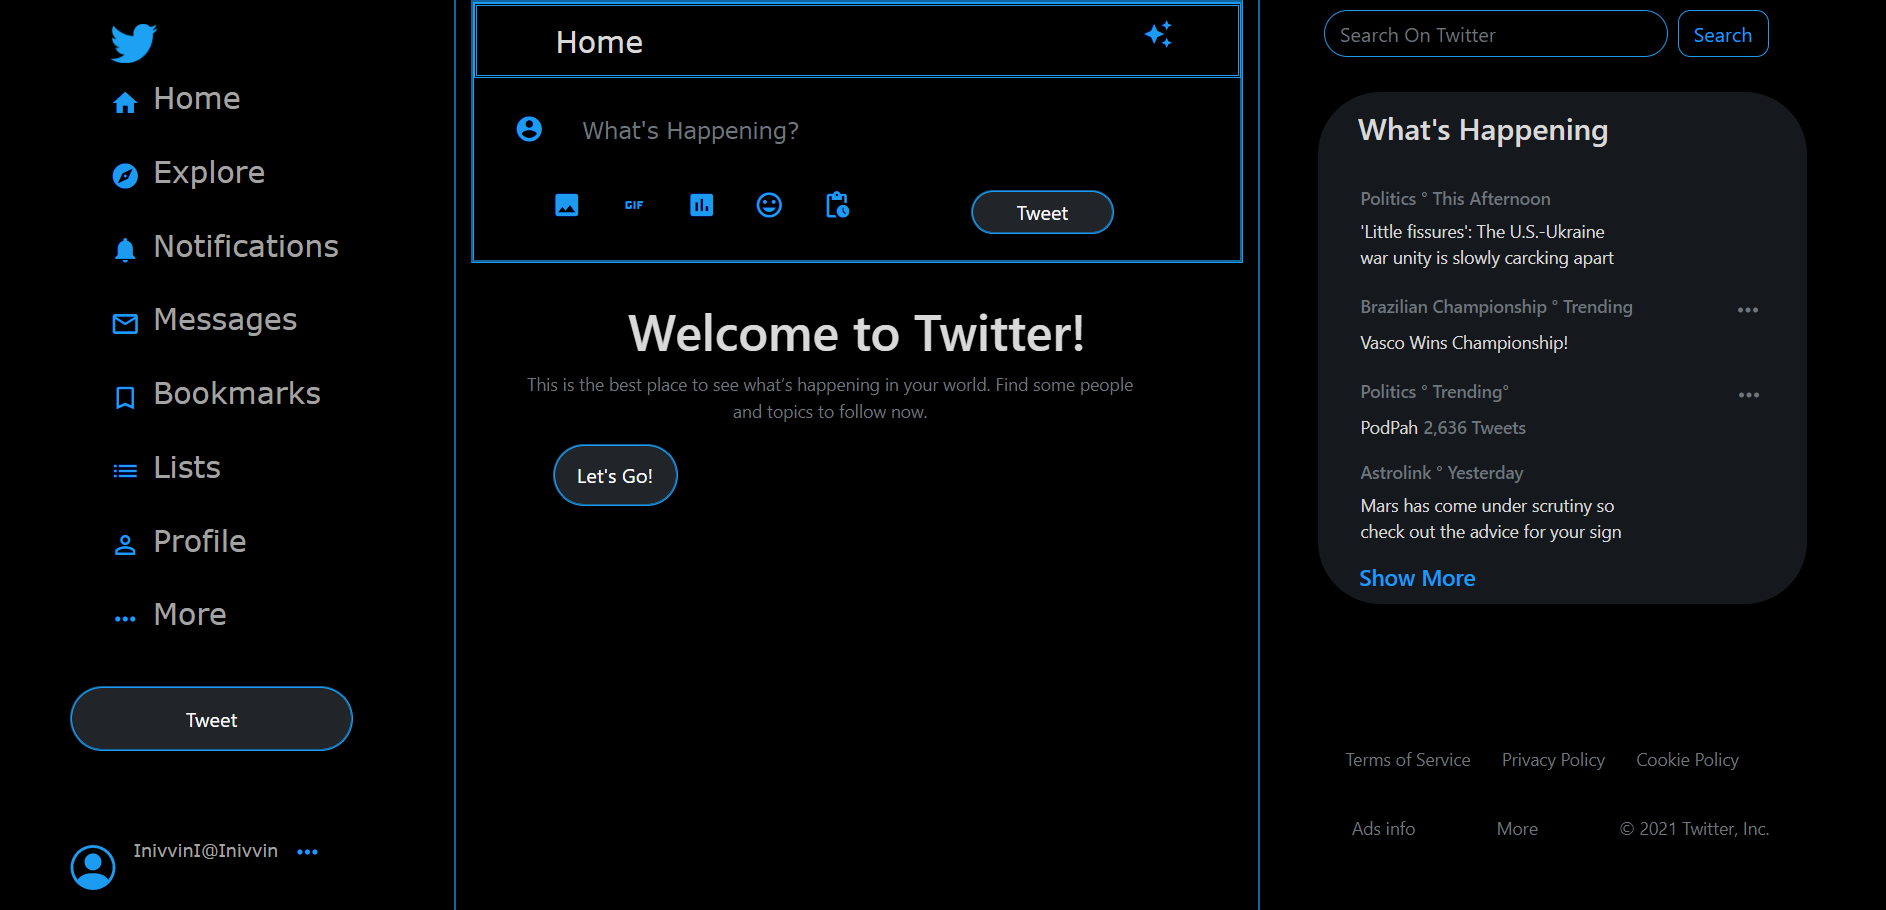 Home
Explore
Notifications
Messages
Bookmarks
Lists
Profile
More
Tweet
InivvinI@Inivvin
Home
What's Happening?
GIF
Tweet
Welcome to Twitter!
This is the best place to see what's happening in your world. Find some people
and topics to follow now.
Let's Go!
Search On Twitter
Search
What's Happening
Politics ° This Afternoon
'Little fissures': The U.S.-Ukraine
war unity is slowly carcking apart
Brazilian Championship ° Trending
Vasco Wins Championship!
Politics ° Trending°
PodPah 2,636 Tweets
Astrolink ° Yesterday
Mars has come under scrutiny so
check out the advice for your sign
Show More
Terms of Service Privacy Policy Cookie Policy
Ads info More © 2021 Twitter, Inc.